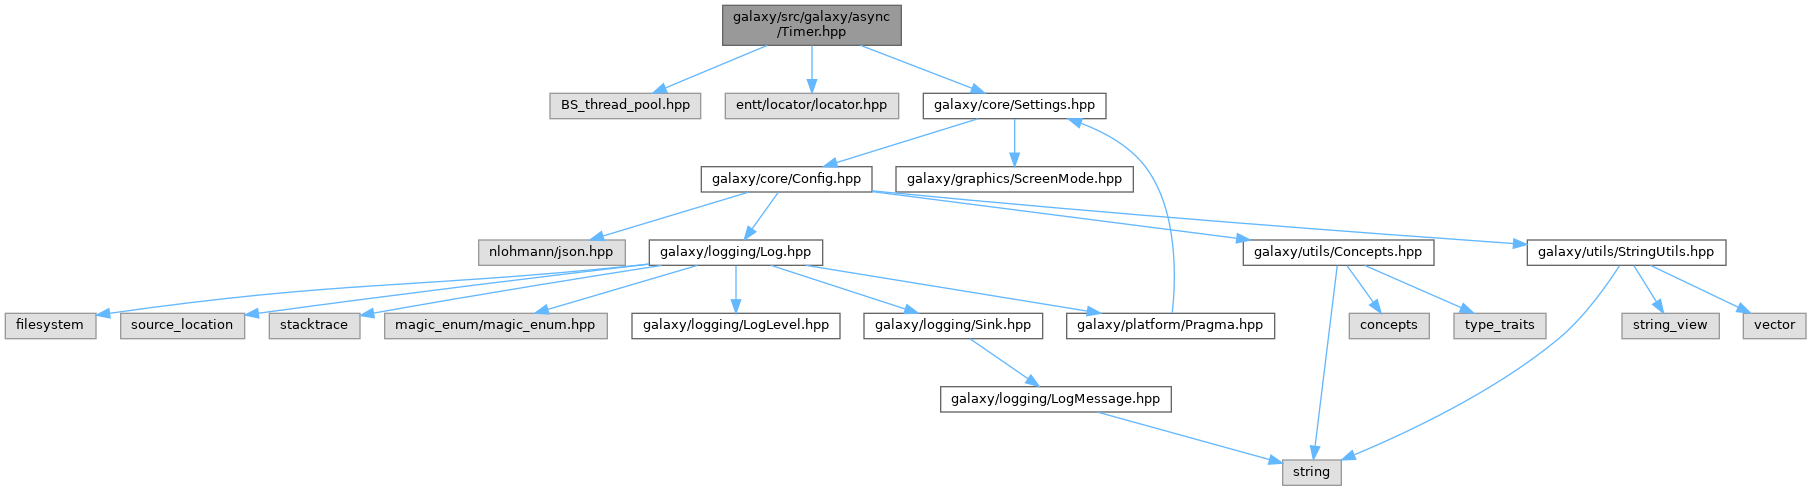 galaxy/src/galaxy/async
/Timer.hpp
BS_thread_pool.hpp
entt/locator/locator.hpp
galaxy/core/Settings.hpp
galaxy/core/Config.hpp
galaxy/graphics/ScreenMode.hpp
nlohmann/json.hpp
galaxy/logging/Log.hpp
galaxy/utils/Concepts.hpp
galaxy/utils/StringUtils.hpp
filesystem
source_location
stacktrace
magic_enum/magic_enum.hpp
galaxy/logging/LogLevel.hpp
galaxy/logging/Sink.hpp
galaxy/platform/Pragma.hpp
concepts
type_traits
string_view
vector
galaxy/logging/LogMessage.hpp
string